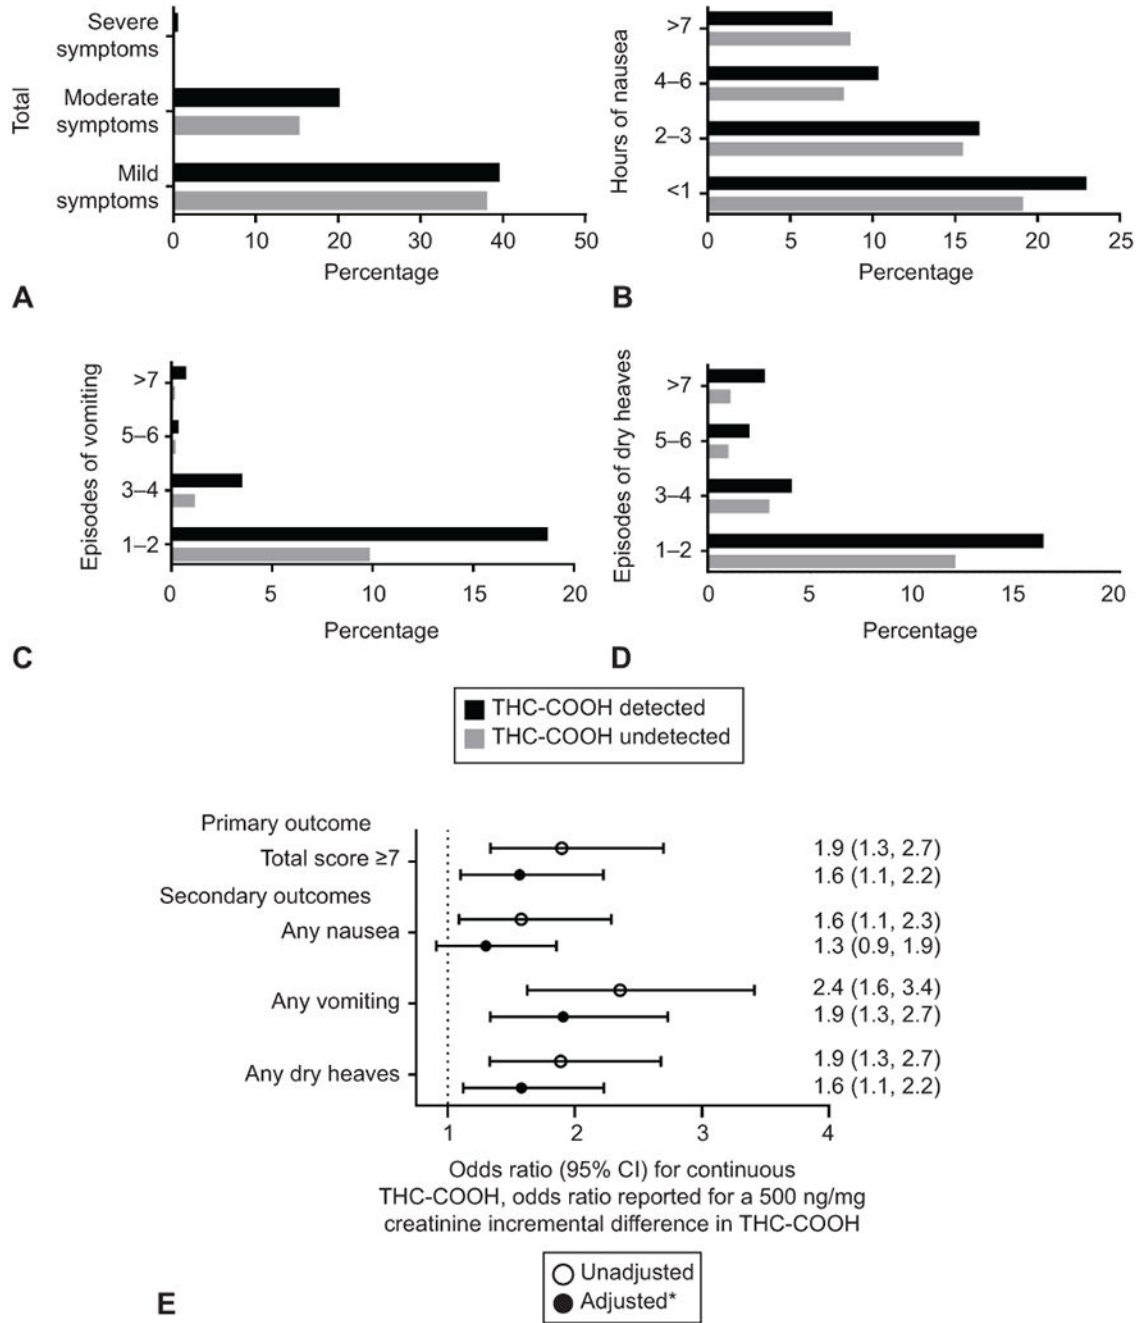 Total
Severe
symptoms
Moderate
symptoms
Mild
symptoms
0 10 20 30 40 50
Percentage
A
Hours of nausea
>7
4–6
2–3
<1
0 5 10 15 20 25
Percentage
B
Episodes of vomiting
>7
5–6
3–4
1–2
0 5 10 15 20
Percentage
C
Episodes of dry heaves
>7
5–6
3–4
1–2
0 5 10 15 20
Percentage
D
THC-COOH detected
THC-COOH undetected
Primary outcome
Total score ≥7
1.9 (1.3, 2.7)
1.6 (1.1, 2.2)
Secondary outcomes
Any nausea
1.6 (1.1, 2.3)
1.3 (0.9, 1.9)
Any vomiting
2.4 (1.6, 3.4)
1.9 (1.3, 2.7)
Any dry heaves
1.9 (1.3, 2.7)
1.6 (1.1, 2.2)
1 2 3 4
Odds ratio (95% CI) for continuous
THC-COOH, odds ratio reported for a 500 ng/mg
creatinine incremental difference in THC-COOH
Unadjusted
Adjusted*
E